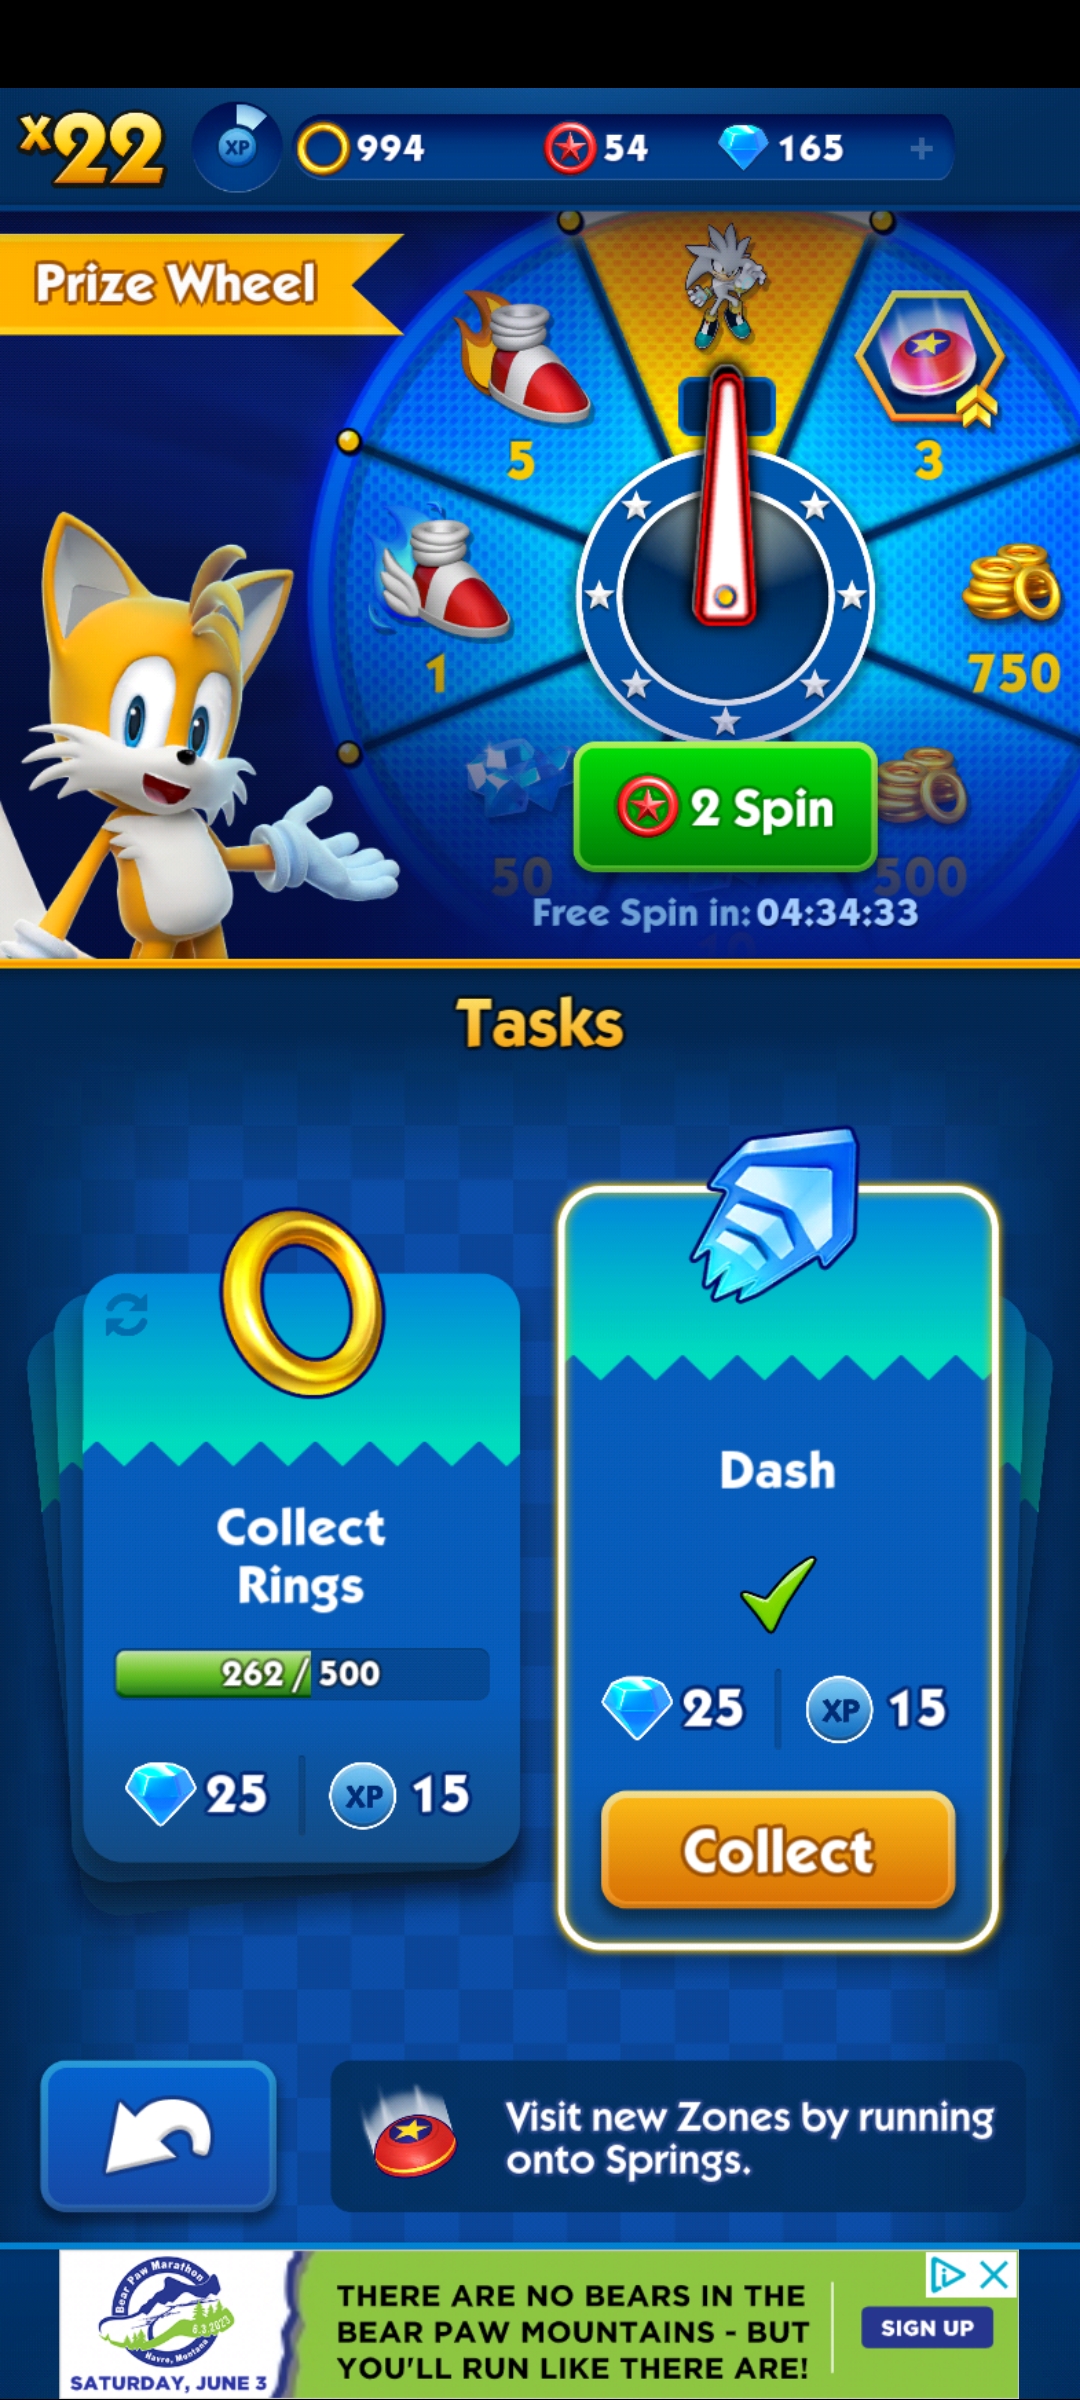 x22
XP
994
54
165
+
Prize Wheel
5
3
1
750
2 Spin
50
500
Free Spin in: 04:34:33
10
Tasks
Collect
Rings
262 / 500
25
XP 15
Dash
25
XP 15
Collect
Visit new Zones by running
onto Springs.
Bear Paw Marathon
6.3.2023
Havre, Montana
SATURDAY, JUNE 3
THERE ARE NO BEARS IN THE
BEAR PAW MOUNTAINS - BUT
YOU'LL RUN LIKE THERE ARE!
SIGN UP